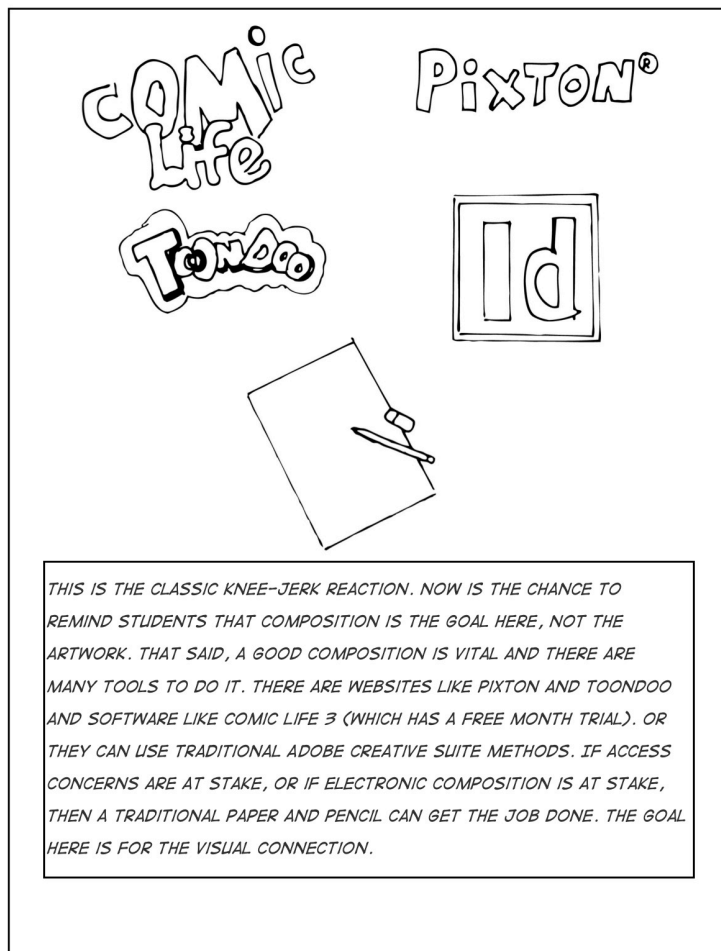 COMiC
LiFe
PiXTON®
TOONDOO
Id
THIS IS THE CLASSIC KNEE-JERK REACTION. NOW IS THE CHANCE TO
REMIND STUDENTS THAT COMPOSITION IS THE GOAL HERE, NOT THE
ARTWORK. THAT SAID, A GOOD COMPOSITION IS VITAL AND THERE ARE
MANY TOOLS TO DO IT. THERE ARE WEBSITES LIKE PIXTON AND TOONDOO
AND SOFTWARE LIKE COMIC LIFE 3 (WHICH HAS A FREE MONTH TRIAL). OR
THEY CAN USE TRADITIONAL ADOBE CREATIVE SUITE METHODS. IF ACCESS
CONCERNS ARE AT STAKE, OR IF ELECTRONIC COMPOSITION IS AT STAKE,
THEN A TRADITIONAL PAPER AND PENCIL CAN GET THE JOB DONE. THE GOAL
HERE IS FOR THE VISUAL CONNECTION.